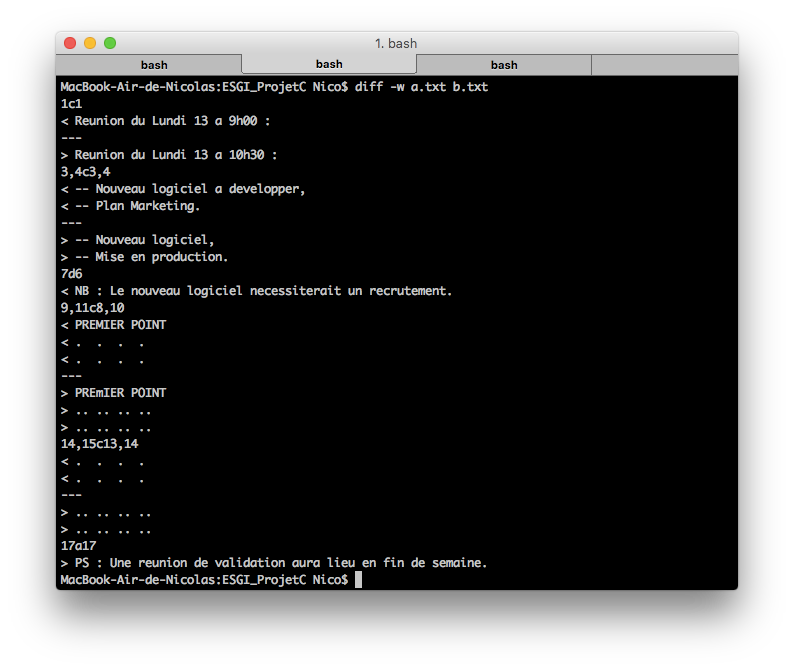 1. bash
bash bash bash
MacBook-Air-de-Nicolas:ESGI_ProjetC Nico$ diff -w a.txt b.txt
1c1
< Reunion du Lundi 13 a 9h00 :
---
> Reunion du Lundi 13 a 10h30 :
3,4c3,4
< -- Nouveau logiciel a developper,
< -- Plan Marketing.
---
> -- Nouveau logiciel,
> -- Mise en production.
7d6
< NB : Le nouveau logiciel necessiterait un recrutement.
9,11c8,10
< PREMIER POINT
< .  .  .  .
< .  .  .  .
---
> PREmIER POINT
> .. .. .. ..
> .. .. .. ..
14,15c13,14
< .  .  .  .
< .  .  .  .
---
> .. .. .. ..
> .. .. .. ..
17a17
> PS : Une reunion de validation aura lieu en fin de semaine.
MacBook-Air-de-Nicolas:ESGI_ProjetC Nico$